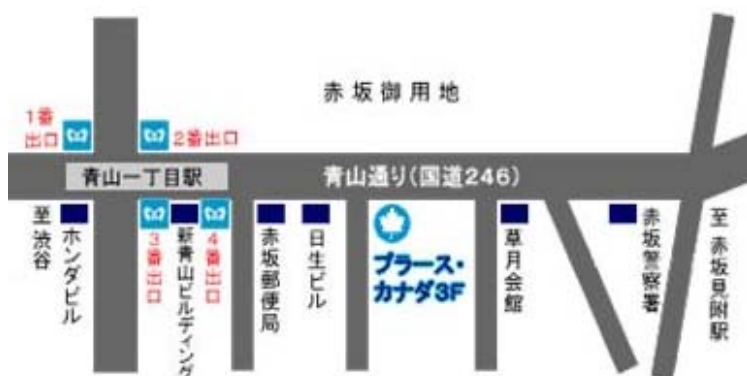 赤坂御用地
1番
出口
2番出口
青山一丁目駅
青山通り(国道246)
至渋谷
ホンダビル
3番出口
新青山ビルディング
4番出口
赤坂郵便局
日生ビル
プラース・
カナダ3F
草月会館
赤坂警察署
至 赤坂見附駅